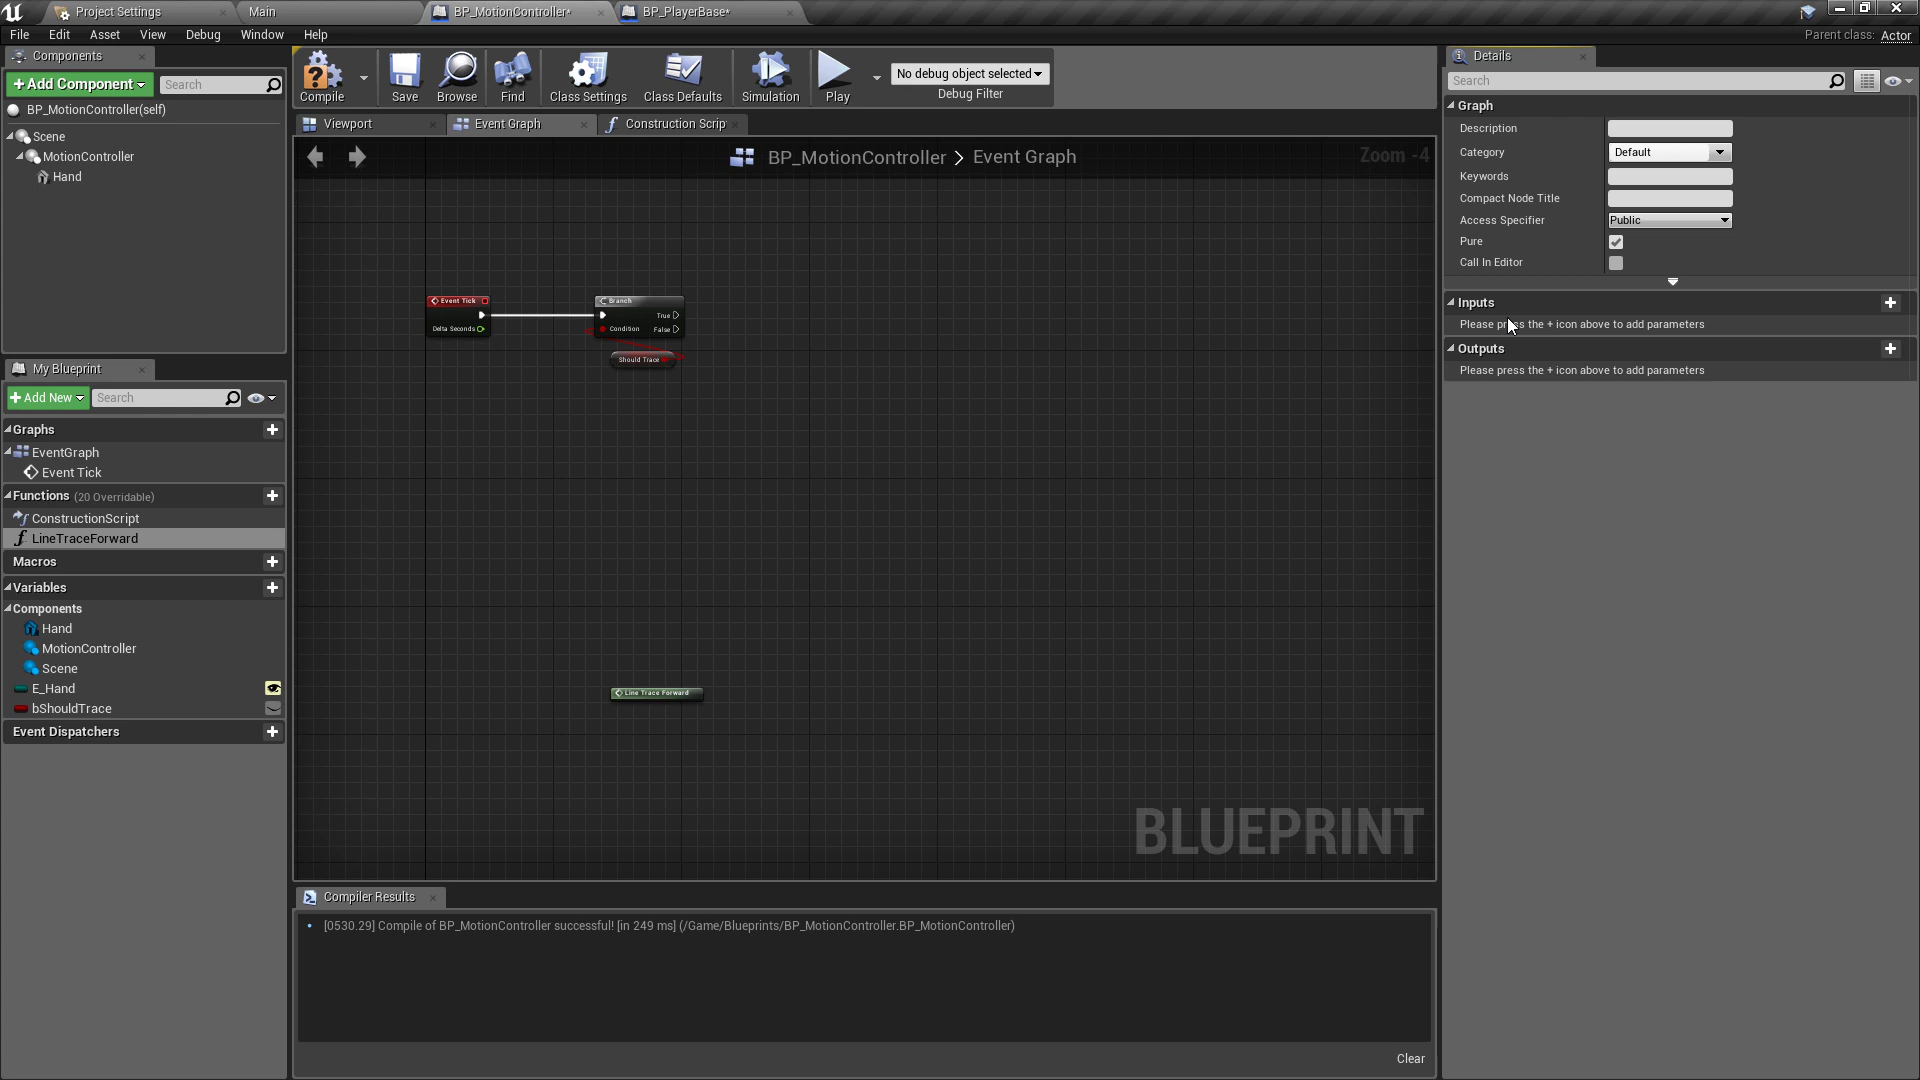 Project Settings
Main
BP_MotionController*
BP_PlayerBase*
File Edit Asset View Debug Window Help
Parent class: Actor
Components
+ Add Component
Search
BP_MotionController(self)
Scene
MotionController
Hand
My Blueprint
+ Add New
Search
Graphs
EventGraph
Event Tick
Functions (20 Overridable)
ConstructionScript
LineTraceForward
Macros
Variables
Components
Hand
MotionController
Scene
E_Hand
bShouldTrace
Event Dispatchers
Compile
Save
Browse
Find
Class Settings
Class Defaults
Simulation
Play
No debug object selected
Debug Filter
Viewport
Event Graph
Construction Scrip
BP_MotionController > Event Graph
Zoom -4
Event Tick
Delta Seconds
Branch
True
Condition
False
Should Trace
Line Trace Forward
BLUEPRINT
Compiler Results
[0530.29] Compile of BP_MotionController successful! [in 249 ms] (/Game/Blueprints/BP_MotionController.BP_MotionController)
Clear
Details
Search
Graph
Description
Category Default
Keywords
Compact Node Title
Access Specifier Public
Pure
Call In Editor
Inputs
Please press the + icon above to add parameters
Outputs
Please press the + icon above to add parameters